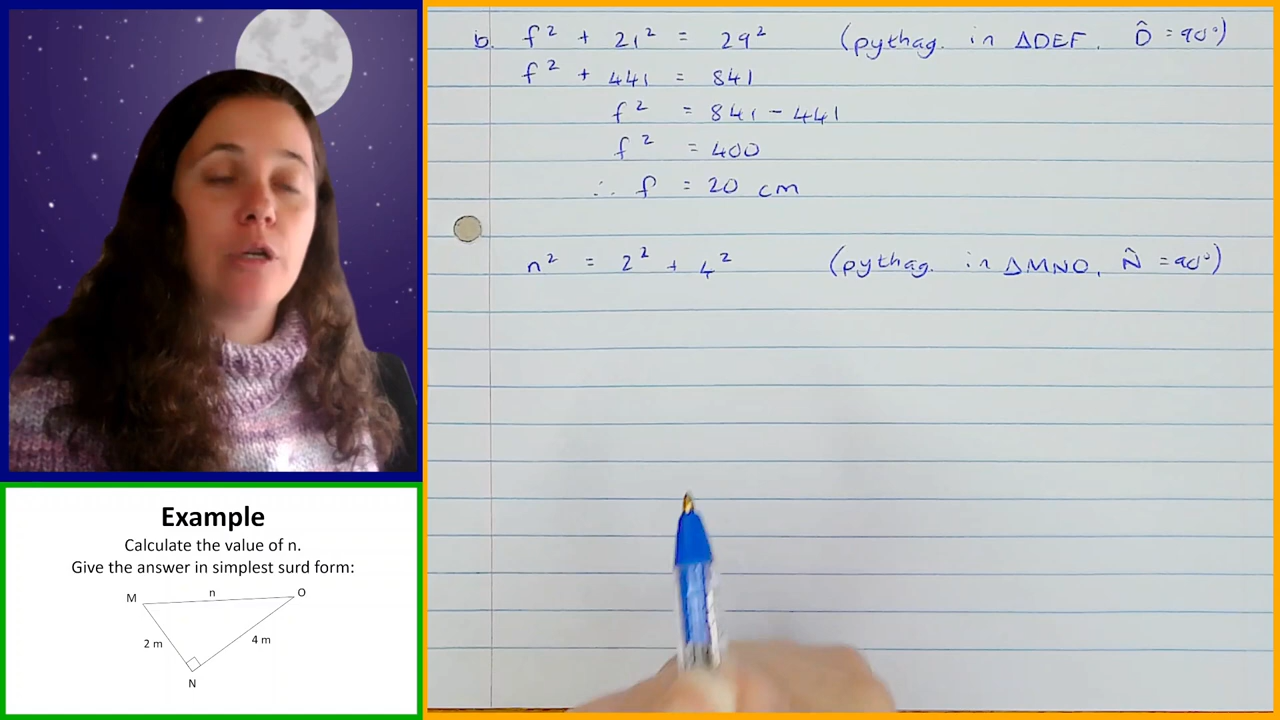 b. f² + 21² = 29² (pythag. in ΔDEF, D̂ = 90°)
f² + 441 = 841
f² = 841 - 441
f² = 400
∴ f = 20 cm
n² = 2² + 4² (pythag. in ΔMNO, N̂ = 90°)
Example
Calculate the value of n.
Give the answer in simplest surd form:
M n O
2 m 4 m
N